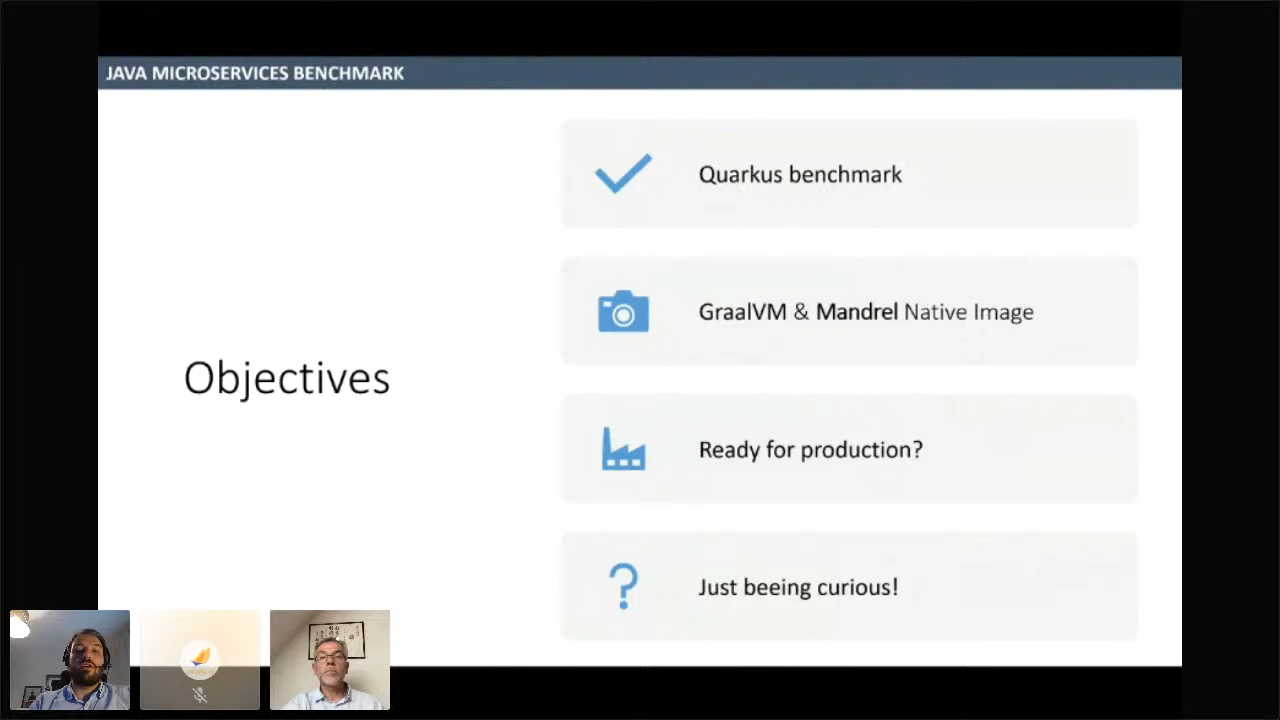 JAVA MICROSERVICES BENCHMARK
Objectives
Quarkus benchmark
GraalVM & Mandrel Native Image
Ready for production?
Just beeing curious!